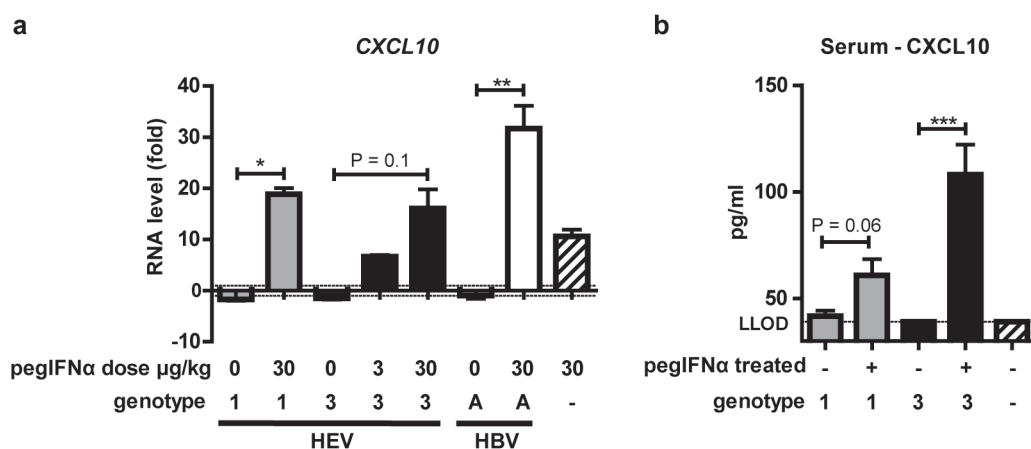 a
CXCL10
RNA level (fold)
40
30
20
10
0
-10
*
P = 0.1
**
pegIFNα dose µg/kg 0 30 0 3 30 0 30 30
genotype 1 1 3 3 3 A A -
HEV HBV
b
Serum - CXCL10
pg/ml
150
100
50
LLOD
P = 0.06
***
pegIFNα treated - + - + -
genotype 1 1 3 3 -